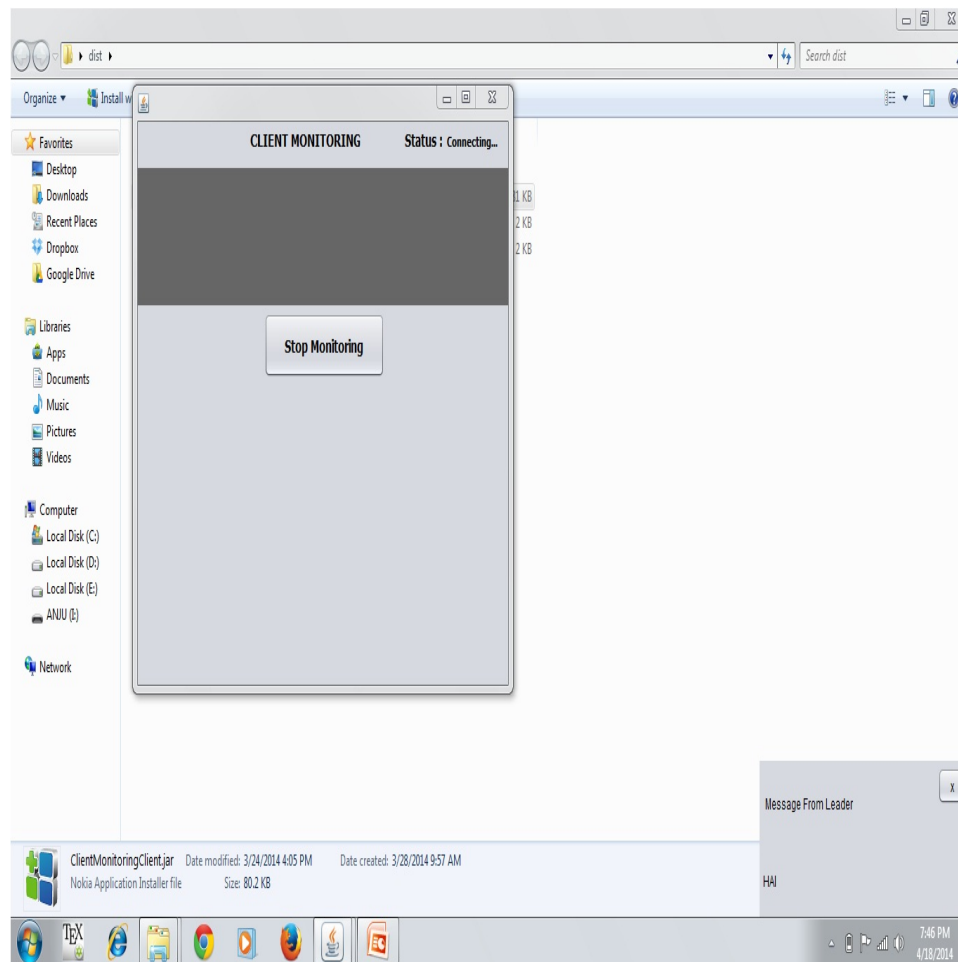 dist
Search dist
Organize
Install w
CLIENT MONITORING Status : Connecting...
Favorites
Desktop
Downloads
Recent Places
Dropbox
Google Drive
31 KB
2 KB
2 KB
Libraries
Apps
Documents
Music
Pictures
Videos
Stop Monitoring
Computer
Local Disk (C:)
Local Disk (D:)
Local Disk (E:)
ANJU (I:)
Network
Message From Leader
x
HAI
ClientMonitoringClient.jar Date modified: 3/24/2014 4:05 PM Date created: 3/28/2014 9:57 AM
Nokia Application Installer file Size: 80.2 KB
TEX
EC
7:46 PM
4/18/2014